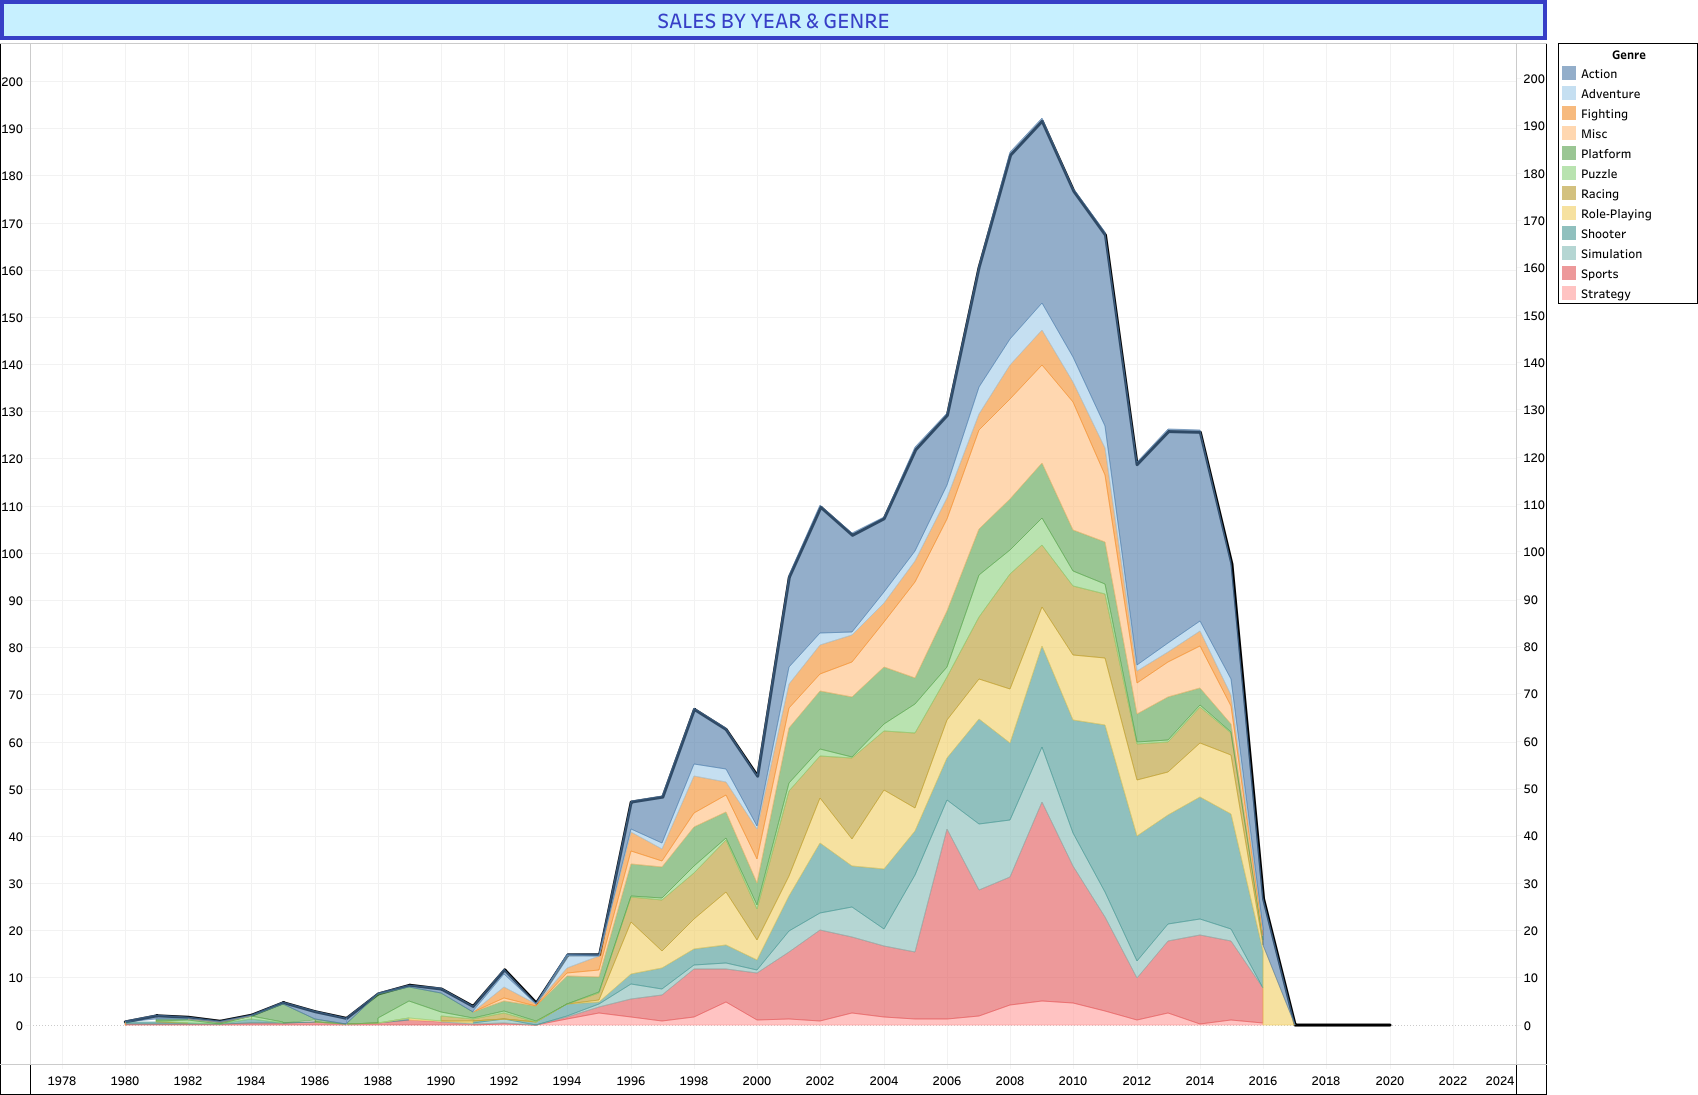 SALES BY YEAR & GENRE
Genre
Action
Adventure
Fighting
Misc
Platform
Puzzle
Racing
Role-Playing
Shooter
Simulation
Sports
Strategy
200 200
190 190
180 180
170 170
160 160
150 150
140 140
130 130
120 120
110 110
100 100
90 90
80 80
70 70
60 60
50 50
40 40
30 30
20 20
10 10
0 0
1978 1980 1982 1984 1986 1988 1990 1992 1994 1996 1998 2000 2002 2004 2006 2008 2010 2012 2014 2016 2018 2020 2022 2024